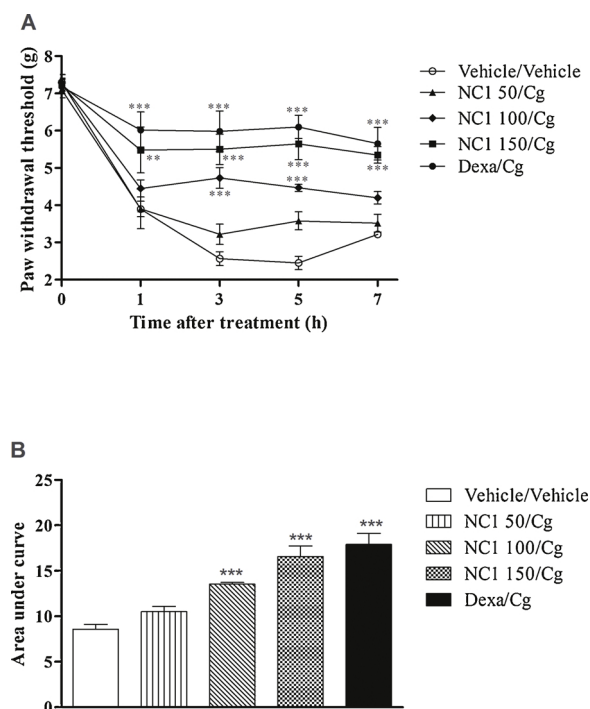 A
8
7
6
5
4
3
2
Paw withdrawal threshold (g)
*** *** *** ***
** *** *** ***
*** ***
0 1 3 5 7
Time after treatment (h)
Vehicle/Vehicle
NC1 50/Cg
NC1 100/Cg
NC1 150/Cg
Dexa/Cg
B
25
20
15
10
5
0
Area under curve
*** *** ***
Vehicle/Vehicle
NC1 50/Cg
NC1 100/Cg
NC1 150/Cg
Dexa/Cg